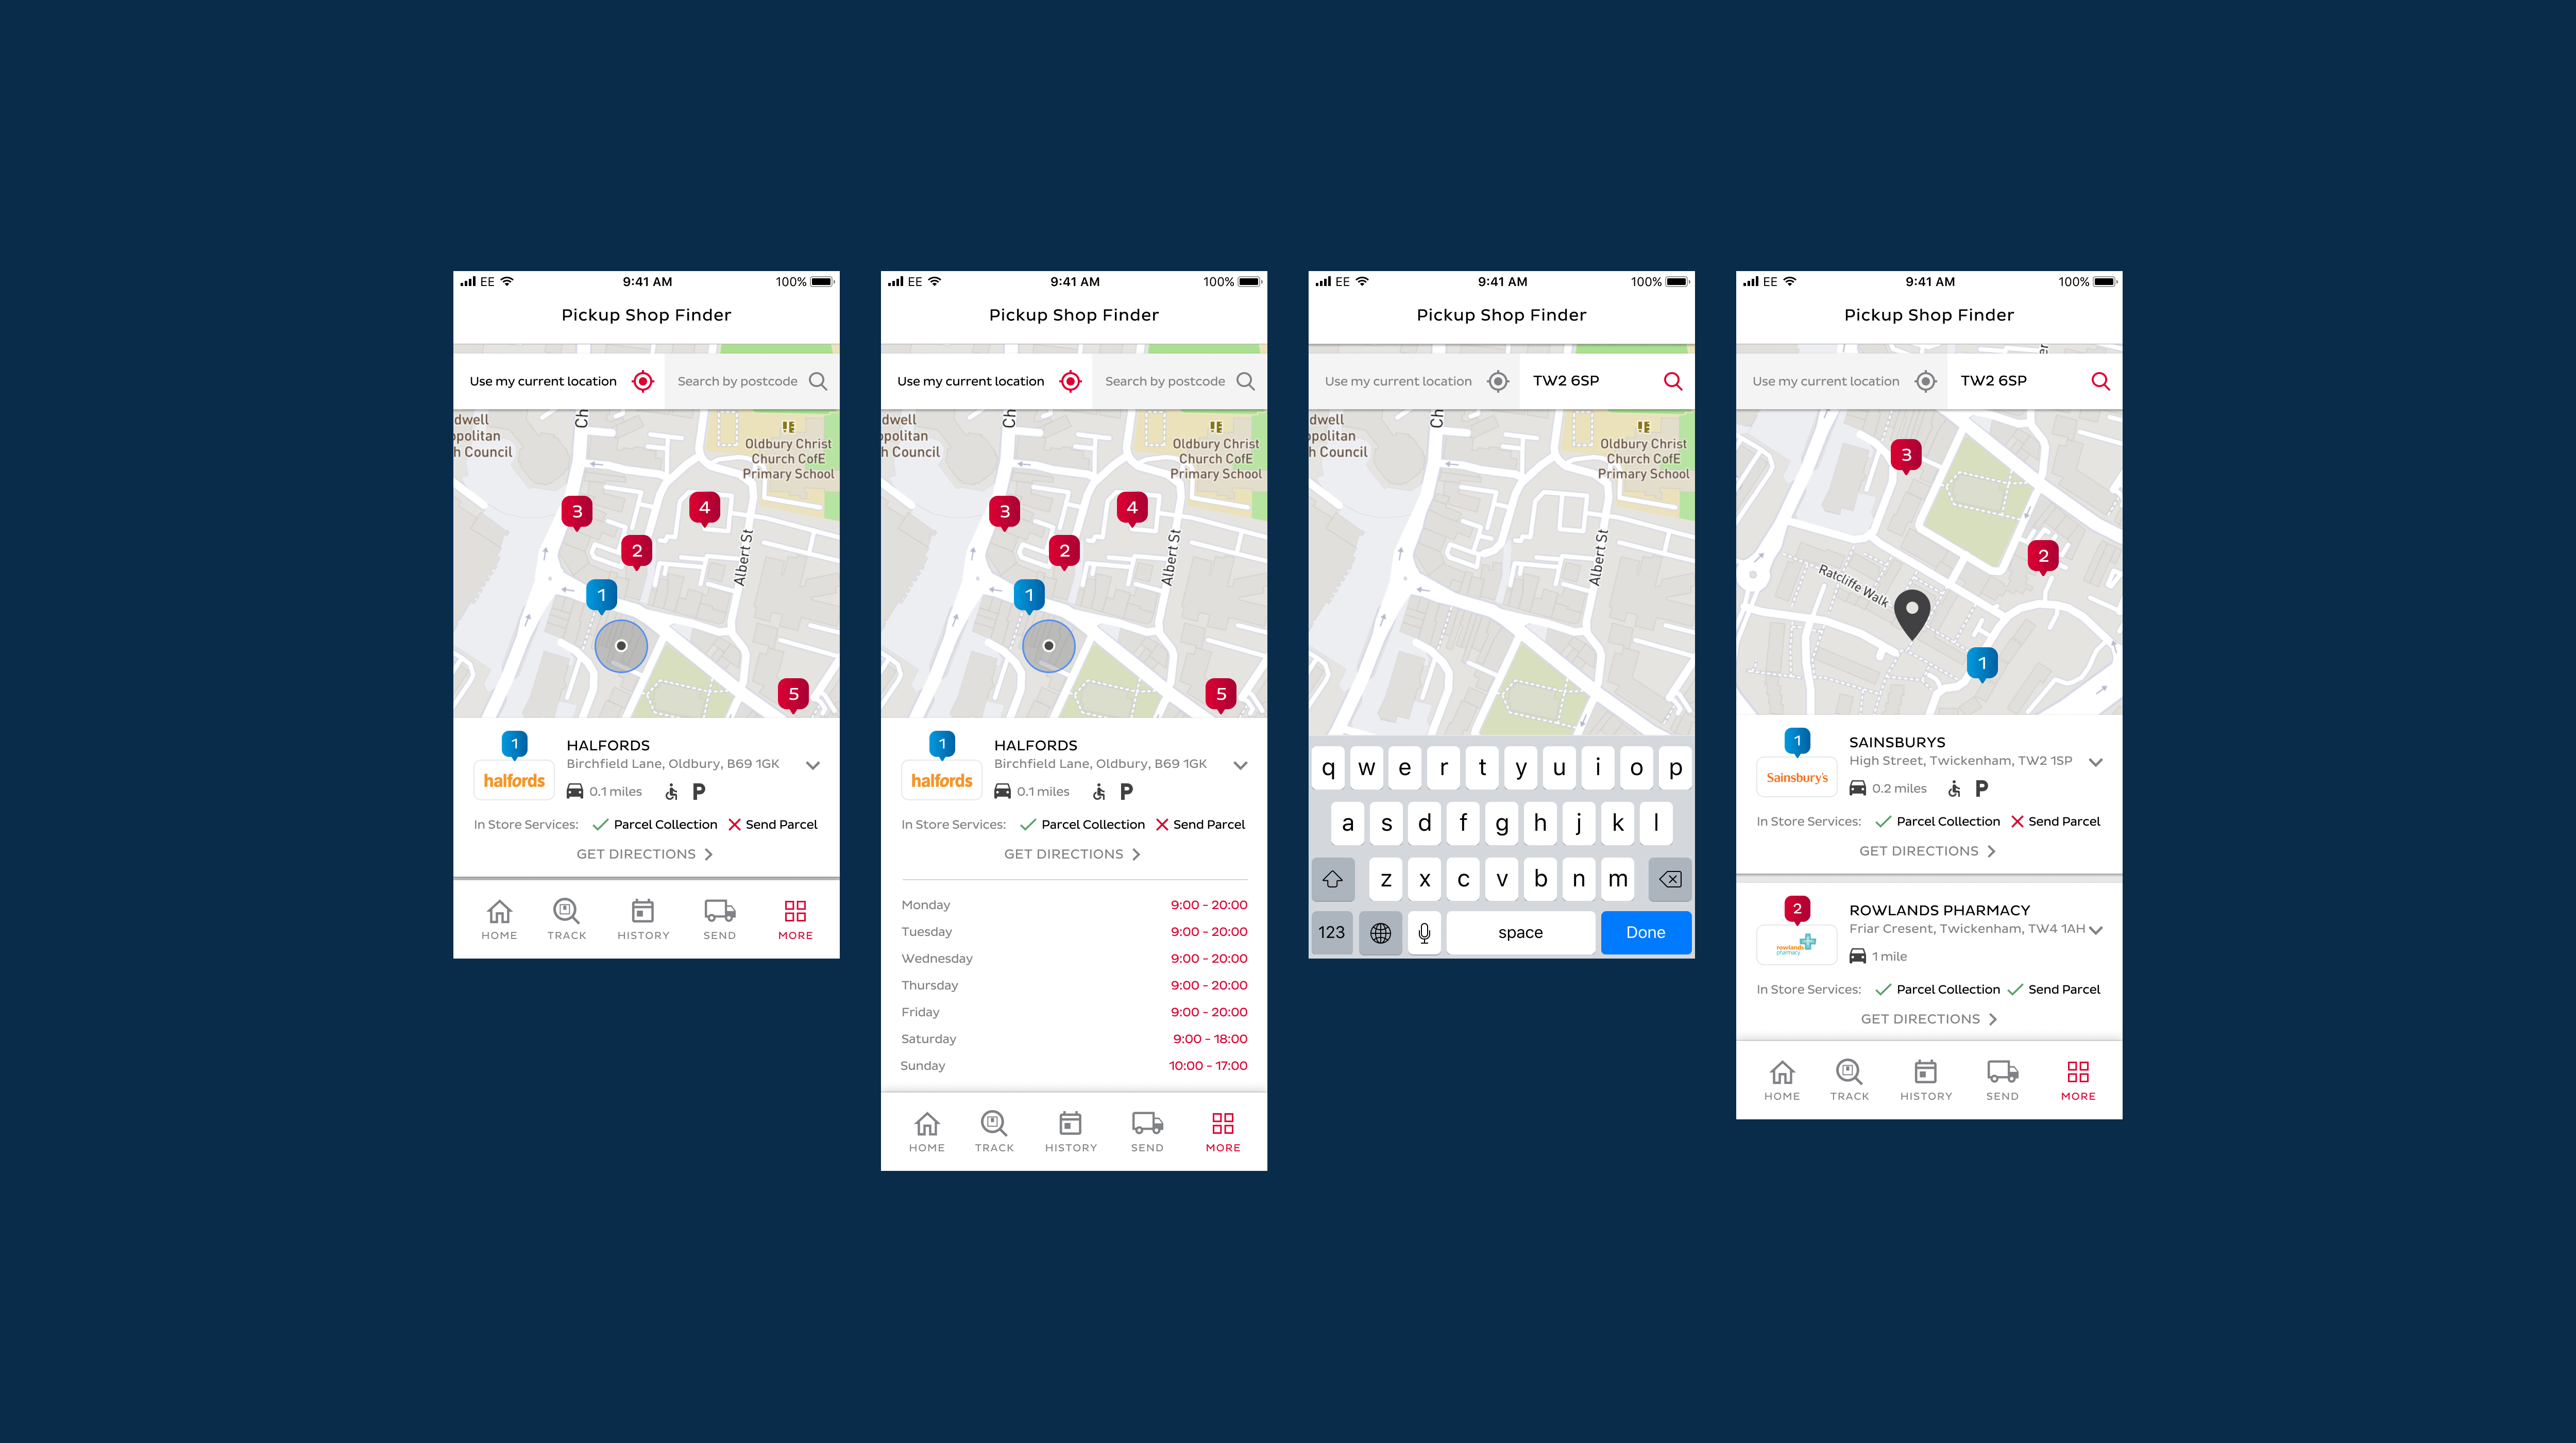 EE 9:41 AM 100%
Pickup Shop Finder
Use my current location Search by postcode
Ch
dwell
politan
h Council
Oldbury Christ
Church CofE
Primary School
3
4
2
Albert St
1
5
1
HALFORDS
Birchfield Lane, Oldbury, B69 1GK
halfords
0.1 miles P
In Store Services: Parcel Collection Send Parcel
GET DIRECTIONS
HOME TRACK HISTORY SEND MORE
EE 9:41 AM 100%
Pickup Shop Finder
Use my current location Search by postcode
Ch
dwell
politan
h Council
Oldbury Christ
Church CofE
Primary School
3
4
2
Albert St
1
5
1
HALFORDS
Birchfield Lane, Oldbury, B69 1GK
halfords
0.1 miles P
In Store Services: Parcel Collection Send Parcel
GET DIRECTIONS
Monday 9:00 - 20:00
Tuesday 9:00 - 20:00
Wednesday 9:00 - 20:00
Thursday 9:00 - 20:00
Friday 9:00 - 20:00
Saturday 9:00 - 18:00
Sunday 10:00 - 17:00
HOME TRACK HISTORY SEND MORE
EE 9:41 AM 100%
Pickup Shop Finder
Use my current location TW2 6SP
Ch
dwell
politan
h Council
Oldbury Christ
Church CofE
Primary School
Albert St
q w e r t y u i o p
a s d f g h j k l
z x c v b n m
123 space Done
EE 9:41 AM 100%
Pickup Shop Finder
er
Use my current location TW2 6SP
3
2
Ratcliffe Walk
1
1
SAINSBURYS
High Street, Twickenham, TW2 1SP
Sainsbury's
0.2 miles P
In Store Services: Parcel Collection Send Parcel
GET DIRECTIONS
2
ROWLANDS PHARMACY
Friar Cresent, Twickenham, TW4 1AH
rowlands
pharmacy
1 mile
In Store Services: Parcel Collection Send Parcel
GET DIRECTIONS
HOME TRACK HISTORY SEND MORE